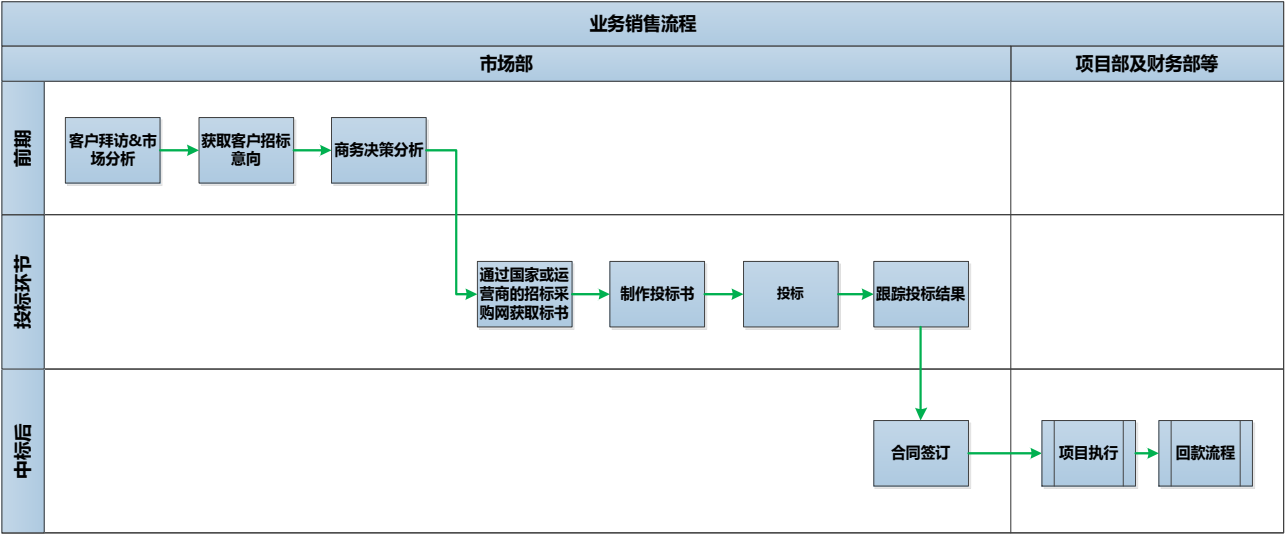 业务销售流程
市场部
项目部及财务部等
前期
客户拜访&市
场分析
获取客户招标
意向
商务决策分析
投标环节
通过国家或运
营商的招标采
购网获取标书
制作投标书
投标
跟踪投标结果
中标后
合同签订
项目执行
回款流程